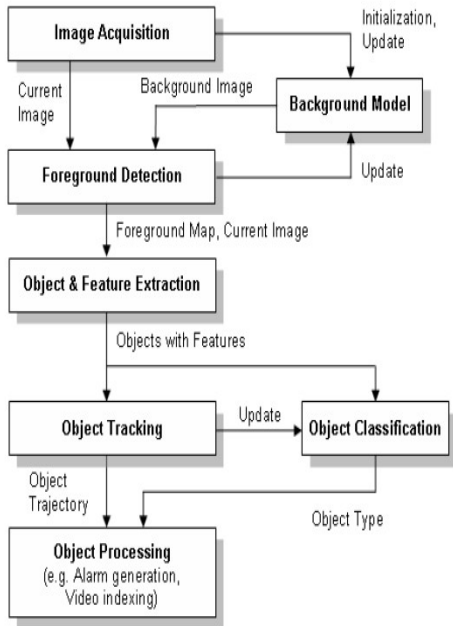 Image Acquisition
Initialization,
Update
Current
Image
Background Image
Background Model
Foreground Detection
Update
Foreground Map, Current Image
Object & Feature Extraction
Objects with Features
Object Tracking
Update
Object Classification
Object
Trajectory
Object Type
Object Processing
(e.g. Alarm generation,
Video indexing)